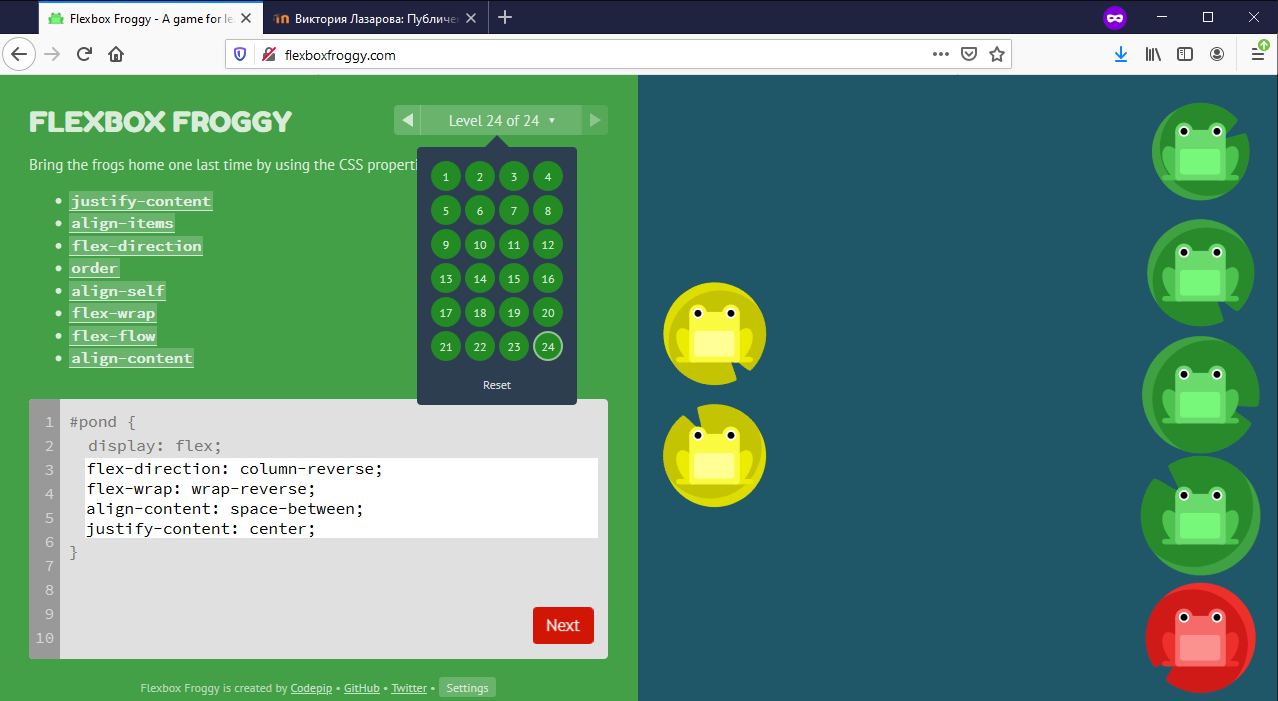 Flexbox Froggy - A game for le
Виктория Лазарова: Публичен
flexboxfroggy.com
FLEXBOX FROGGY
Level 24 of 24 ▼
Bring the frogs home one last time by using the CSS properti
• justify-content
• align-items
• flex-direction
• order
• align-self
• flex-wrap
• flex-flow
• align-content
1 2 3 4
5 6 7 8
9 10 11 12
13 14 15 16
17 18 19 20
21 22 23 24
Reset
1 #pond {
2 display: flex;
3 flex-direction: column-reverse;
4 flex-wrap: wrap-reverse;
5 align-content: space-between;
6 justify-content: center;
7 }
8
9
10
Next
Flexbox Froggy is created by Codepip • GitHub • Twitter • Settings